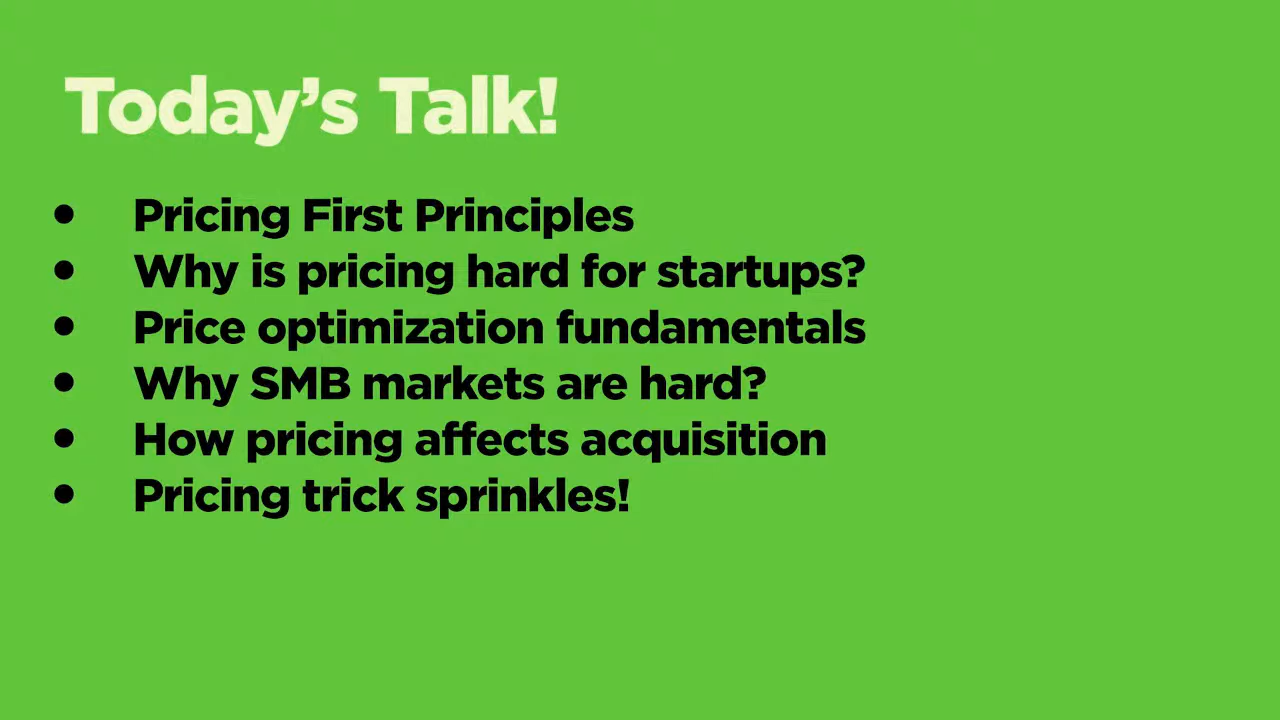 Today’s Talk!
• Pricing First Principles
• Why is pricing hard for startups?
• Price optimization fundamentals
• Why SMB markets are hard?
• How pricing affects acquisition
• Pricing trick sprinkles!